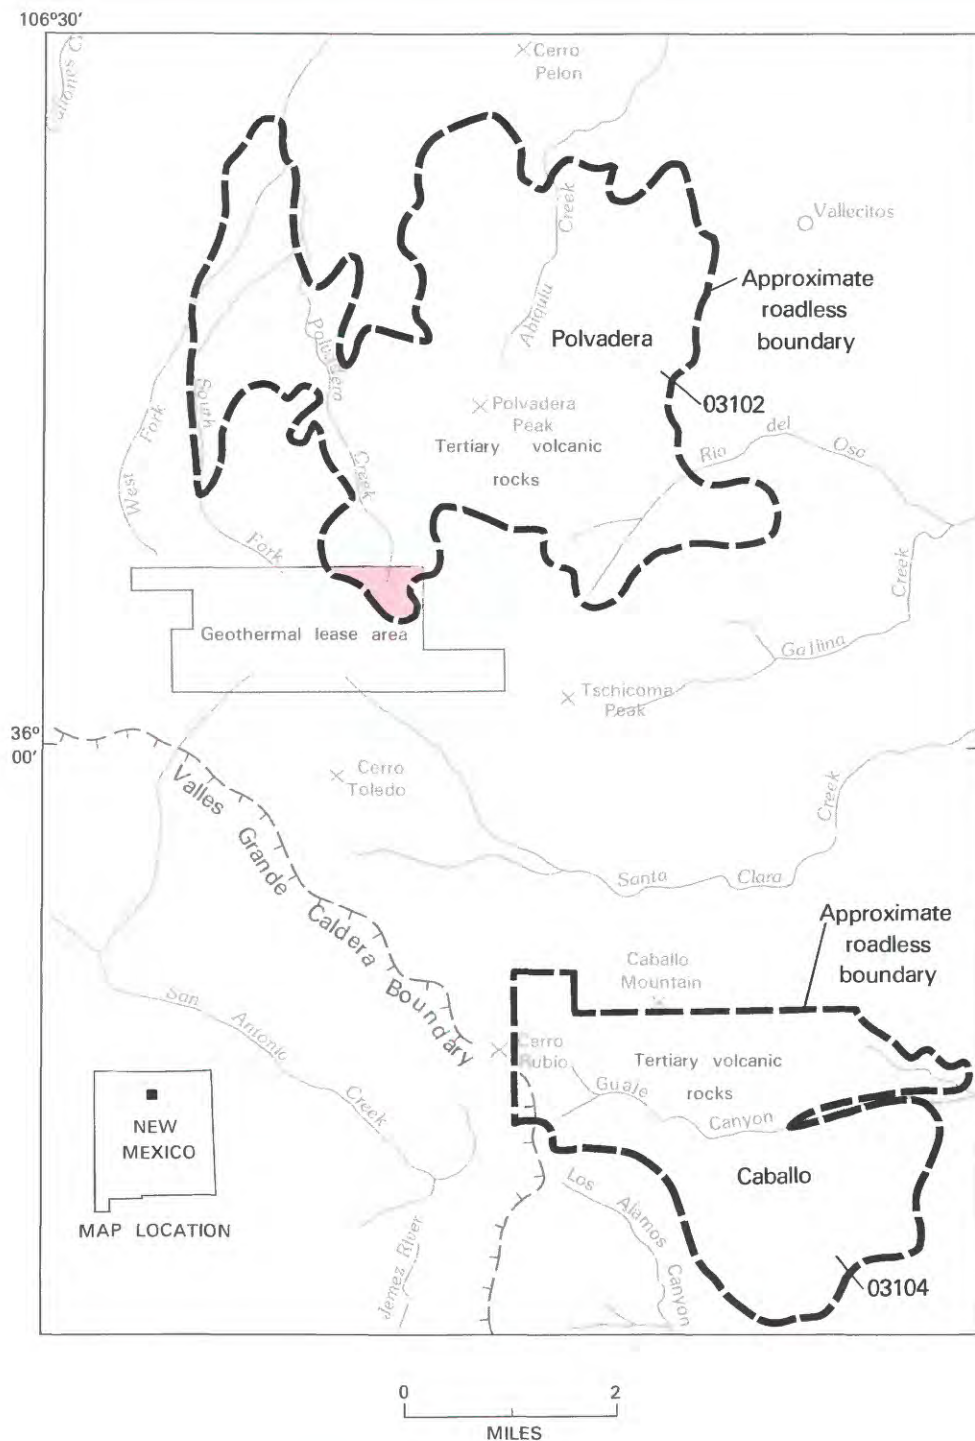 106°30′
Cerro
Pelon
Creek
Abiquiu
Vallecitos
Approximate
roadless
boundary
Polvadera
03102
Polvadera
Peak
Tertiary volcanic
rocks
Polvadera
Creek
South
Fork
West Fork
Rio del Oso
Creek
Gallina
Geothermal lease area
Tschicoma
Peak
36°
00′
Cerro
Toledo
Valles Grande Caldera Boundary
Santa Clara Creek
Approximate
roadless
boundary
Caballo
Mountain
San Antonio Creek
Cerro
Rubio
Tertiary volcanic
rocks
Guaje Canyon
Caballo
Los Alamos Canyon
03104
Jemez River
NEW
MEXICO
MAP LOCATION
0 2
MILES